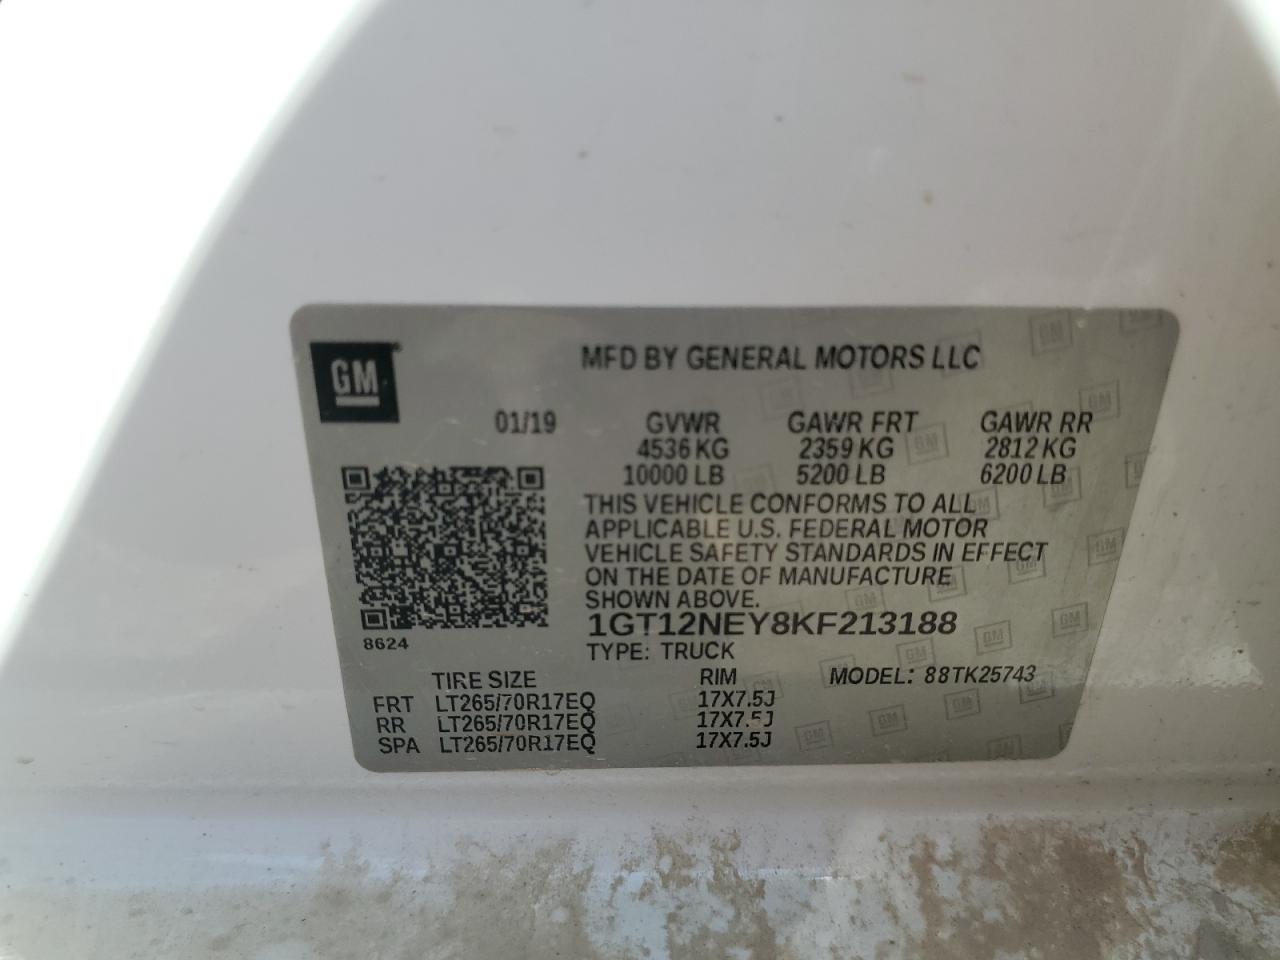 GM
MFD BY GENERAL MOTORS LLC
01/19 GVWR GAWR FRT GAWR RR
4536 KG 2359 KG 2812 KG
10000 LB 5200 LB 6200 LB
THIS VEHICLE CONFORMS TO ALL
APPLICABLE U.S. FEDERAL MOTOR
VEHICLE SAFETY STANDARDS IN EFFECT
ON THE DATE OF MANUFACTURE
SHOWN ABOVE.
1GT12NEY8KF213188
8624
TYPE: TRUCK
TIRE SIZE RIM MODEL: 88TK25743
FRT LT265/70R17EQ 17X7.5J
RR LT265/70R17EQ 17X7.5J
SPA LT265/70R17EQ 17X7.5J